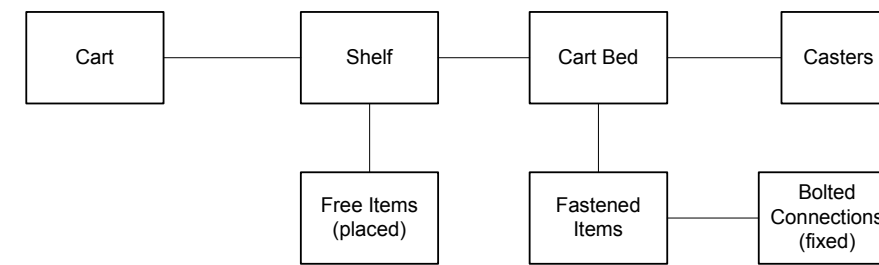 Cart
Shelf
Cart Bed
Casters
Free Items
(placed)
Fastened
Items
Bolted
Connections
(fixed)